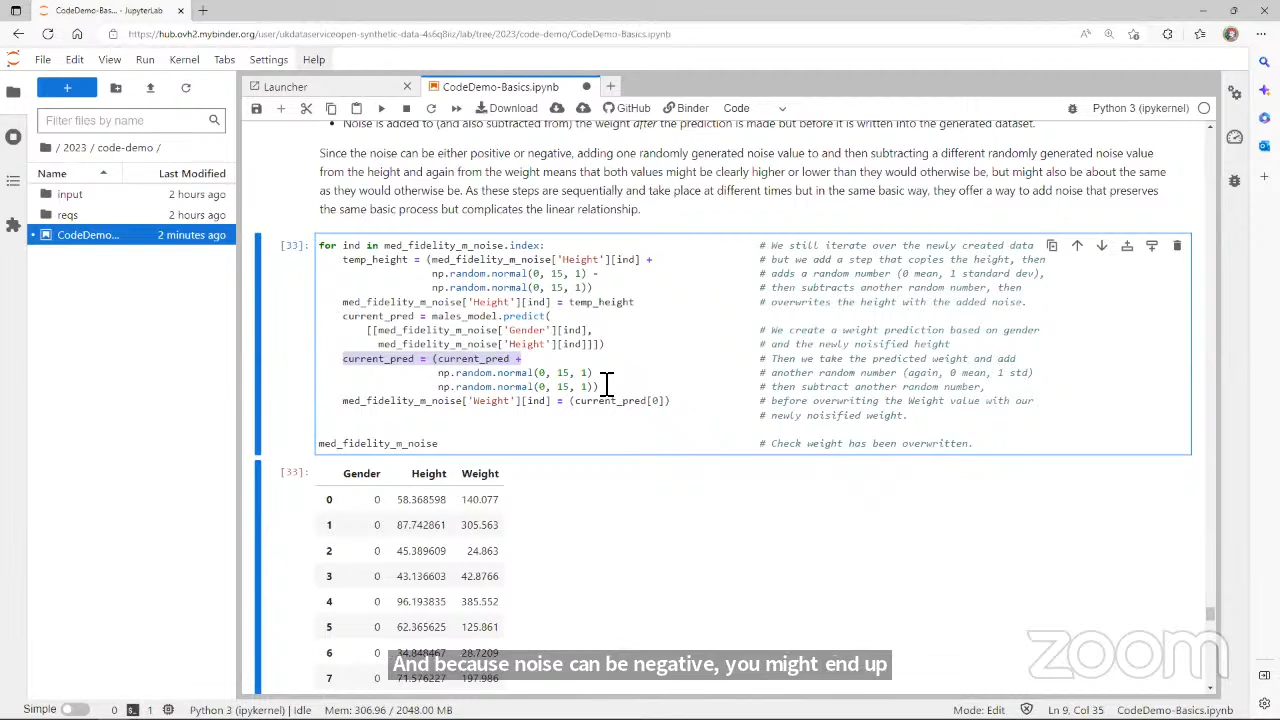 CodeDemo-Bas... - JupyterLab
https://hub.ovh2.mybinder.org/user/ukdataserviceopen-synthetic-data-4s6q8iiz/lab/tree/2023/code-demo/CodeDemo-Basics.ipynb
File Edit View Run Kernel Tabs Settings Help
Launcher
CodeDemo-Basics.ipynb
Download GitHub Binder Code Python 3 (ipykernel)
Filter files by name
/ 2023 / code-demo /
Name Last Modified
input 2 hours ago
reqs 2 hours ago
CodeDemo... 2 minutes ago
Noise is added to (and also subtracted from) the weight after the prediction is made but before it is written into the generated dataset.
Since the noise can be either positive or negative, adding one randomly generated noise value to and then subtracting a different randomly generated noise value
from the height and again from the weight means that both values might be clearly higher or lower than they would otherwise be, but might also be about the same
as they would otherwise be. As these steps are sequentially and take place at different times but in the same basic way, they offer a way to add noise that preserves
the same basic process but complicates the linear relationship.
[33]: for ind in med_fidelity_m_noise.index: # We still iterate over the newly created data
temp_height = (med_fidelity_m_noise['Height'][ind] + # but we add a step that copies the height, then
np.random.normal(0, 15, 1) - # adds a random number (0 mean, 1 standard dev),
np.random.normal(0, 15, 1)) # then subtracts another random number, then
med_fidelity_m_noise['Height'][ind] = temp_height # overwrites the height with the added noise.
current_pred = males_model.predict(
[[med_fidelity_m_noise['Gender'][ind], # We create a weight prediction based on gender
med_fidelity_m_noise['Height'][ind]]]) # and the newly noisified height
current_pred = (current_pred + # Then we take the predicted weight and add
np.random.normal(0, 15, 1) # another random number (again, 0 mean, 1 std)
np.random.normal(0, 15, 1)) # then subtract another random number,
med_fidelity_m_noise['Weight'][ind] = (current_pred[0]) # before overwriting the Weight value with our
# newly noisified weight.
med_fidelity_m_noise # Check weight has been overwritten.
[33]: Gender Height Weight
0 0 58.368598 140.077
1 0 87.742861 305.563
2 0 45.389609 24.863
3 0 43.136603 42.8766
4 0 96.193835 385.552
5 0 62.365625 125.861
6 0 34.848467 28.7209
7 0 71.576227 197.986
And because noise can be negative, you might end up
zoom
Simple 0 1 Python 3 (ipykernel) | Idle Mem: 306.96 / 2048.00 MB Mode: Edit Ln 9, Col 35 CodeDemo-Basics.ipynb